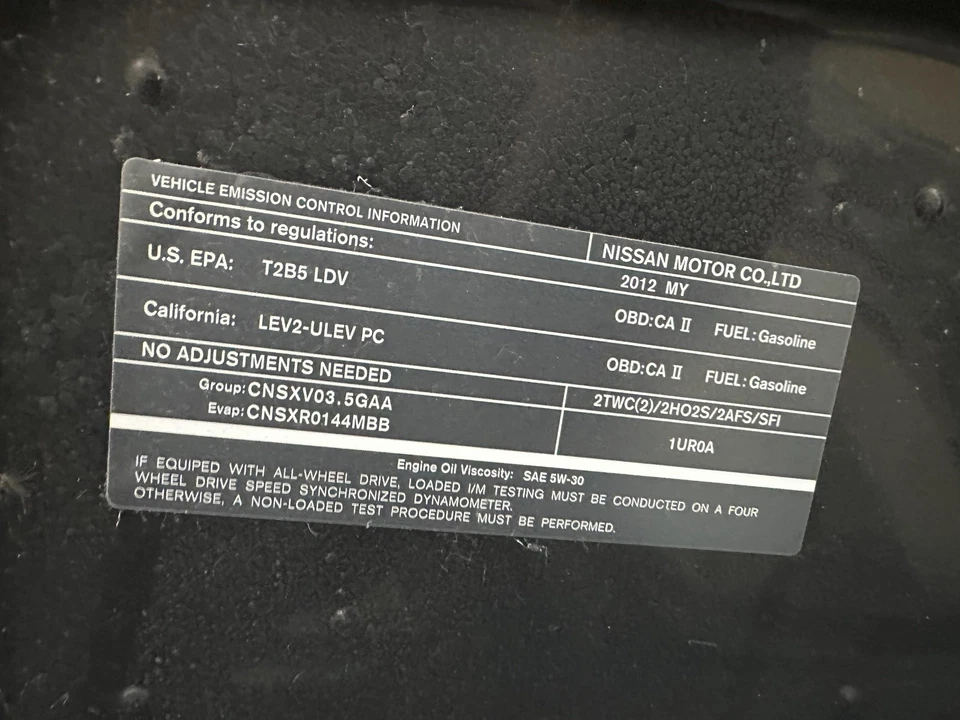 VEHICLE EMISSION CONTROL INFORMATION
NISSAN MOTOR CO.,LTD
Conforms to regulations:
2012 MY
U.S. EPA: T2B5 LDV
OBD:CA II FUEL:Gasoline
California: LEV2-ULEV PC
OBD:CA II FUEL:Gasoline
NO ADJUSTMENTS NEEDED
2TWC(2)/2HO2S/2AFS/SFI
Group:CNSXV03.5GAA
Evap:CNSXR0144MBB
1UR0A
Engine Oil Viscosity: SAE 5W-30
IF EQUIPED WITH ALL-WHEEL DRIVE, LOADED I/M TESTING MUST BE CONDUCTED ON A FOUR
WHEEL DRIVE SPEED SYNCHRONIZED DYNAMOMETER.
OTHERWISE, A NON-LOADED TEST PROCEDURE MUST BE PERFORMED.